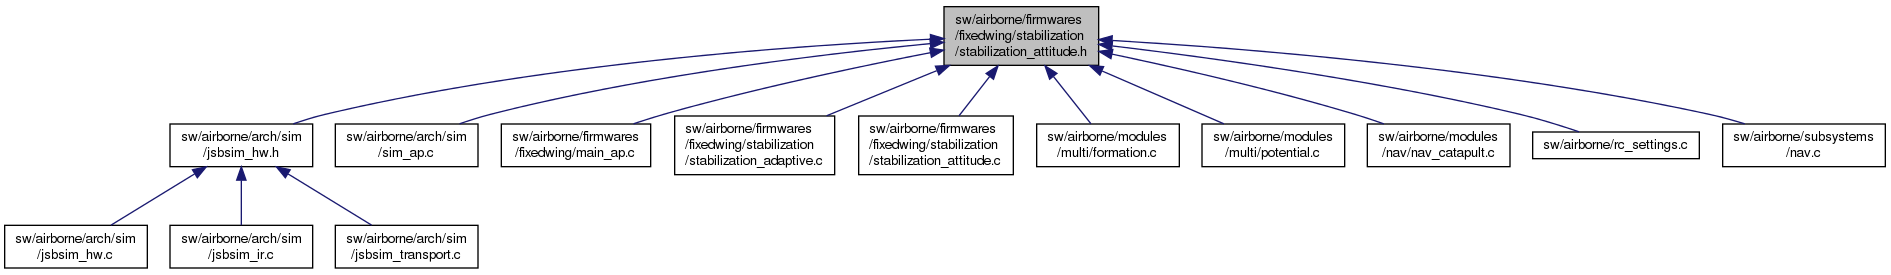 sw/airborne/firmwares
/fixedwing/stabilization
/stabilization_attitude.h
sw/airborne/arch/sim
/jsbsim_hw.h
sw/airborne/arch/sim
/sim_ap.c
sw/airborne/firmwares
/fixedwing/main_ap.c
sw/airborne/firmwares
/fixedwing/stabilization
/stabilization_adaptive.c
sw/airborne/firmwares
/fixedwing/stabilization
/stabilization_attitude.c
sw/airborne/modules
/multi/formation.c
sw/airborne/modules
/multi/potential.c
sw/airborne/modules
/nav/nav_catapult.c
sw/airborne/rc_settings.c
sw/airborne/subsystems
/nav.c
sw/airborne/arch/sim
/jsbsim_hw.c
sw/airborne/arch/sim
/jsbsim_ir.c
sw/airborne/arch/sim
/jsbsim_transport.c